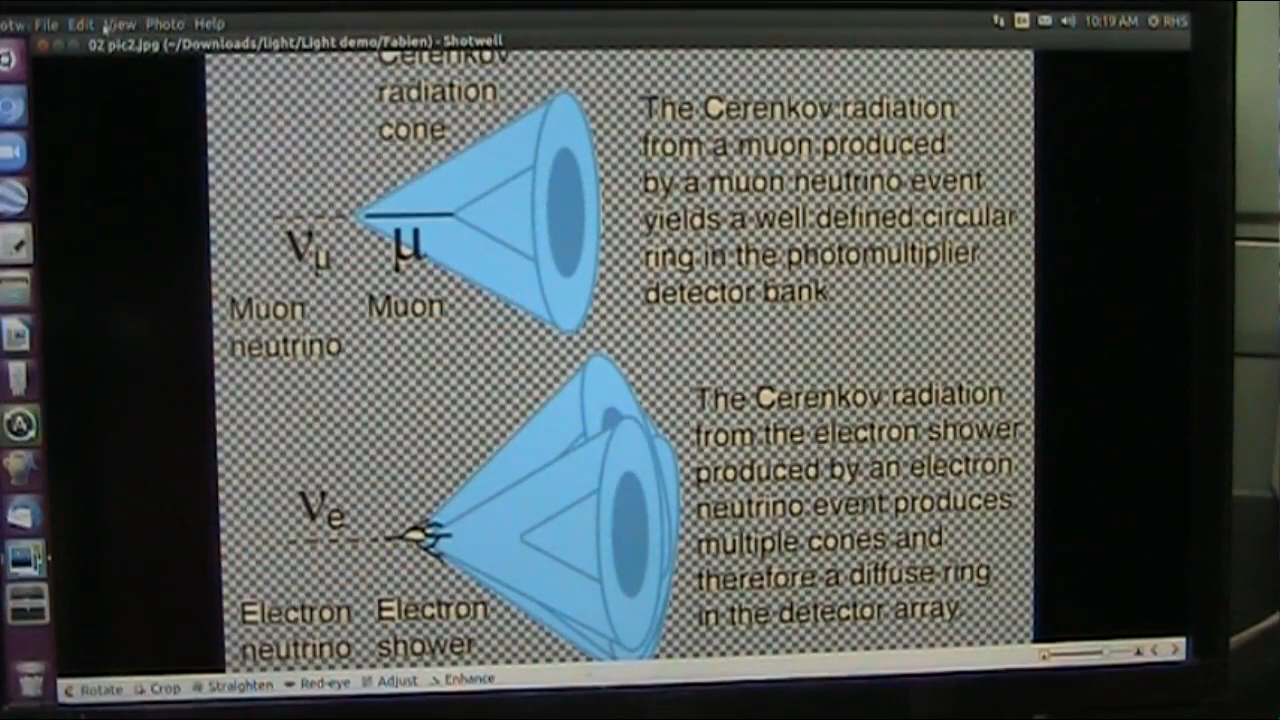 File Edit View Photo Help
10:19 AM RHS
02 pic2.jpg (~/Downloads/light/Light demo/Fabien) - Shotwell
Cerenkov
radiation
cone
νμ
μ
Muon
neutrino
Muon
The Cerenkov radiation
from a muon produced
by a muon neutrino event
yields a well defined circular
ring in the photomultiplier
detector bank.
νe
Electron
neutrino
Electron
shower
The Cerenkov radiation
from the electron shower
produced by an electron
neutrino event produces
multiple cones and
therefore a diffuse ring
in the detector array.
Rotate Crop Straighten Red-eye Adjust Enhance